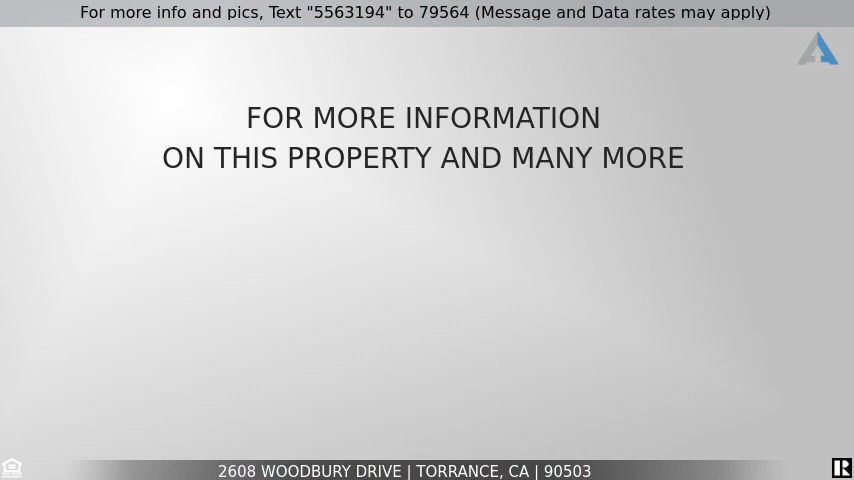 For more info and pics, Text "5563194" to 79564 (Message and Data rates may apply)
FOR MORE INFORMATION
ON THIS PROPERTY AND MANY MORE
2608 WOODBURY DRIVE | TORRANCE, CA | 90503